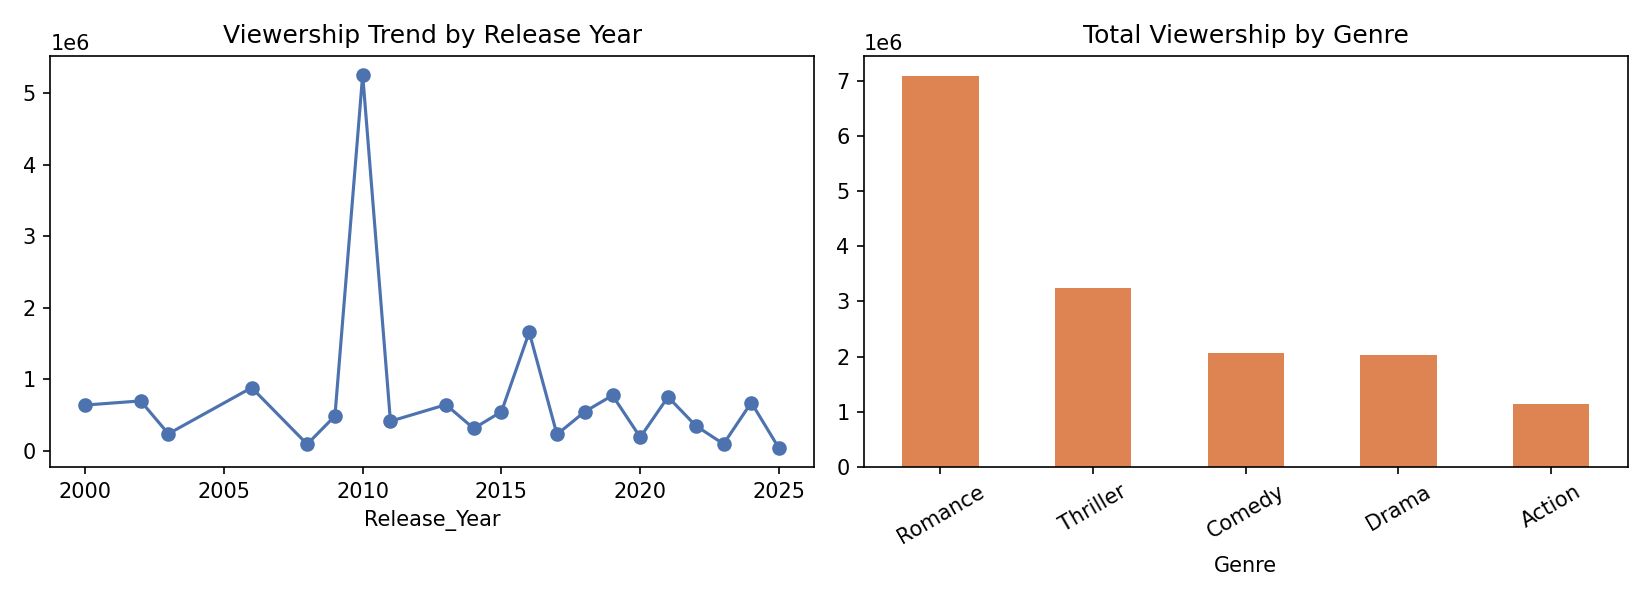 Viewership Trend by Release Year
1e6
5
4
3
2
1
0
2000 2005 2010 2015 2020 2025
Release_Year
Total Viewership by Genre
1e6
7
6
5
4
3
2
1
0
Romance Thriller Comedy Drama Action
Genre